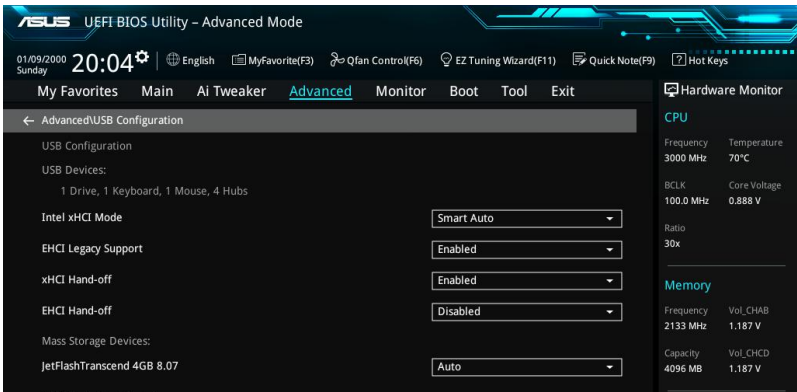 ASUS UEFI BIOS Utility – Advanced Mode
01/09/2000 Sunday 20:04 English MyFavorite(F3) Qfan Control(F6) EZ Tuning Wizard(F11) Quick Note(F9) ? Hot Keys
My Favorites Main Ai Tweaker Advanced Monitor Boot Tool Exit
← Advanced\USB Configuration
USB Configuration
USB Devices:
1 Drive, 1 Keyboard, 1 Mouse, 4 Hubs
Intel xHCI Mode Smart Auto
EHCI Legacy Support Enabled
xHCI Hand-off Enabled
EHCI Hand-off Disabled
Mass Storage Devices:
JetFlashTranscend 4GB 8.07 Auto
Hardware Monitor
CPU
Frequency Temperature
3000 MHz 70°C
BCLK Core Voltage
100.0 MHz 0.888 V
Ratio
30x
Memory
Frequency Vol_CHAB
2133 MHz 1.187 V
Capacity Vol_CHCD
4096 MB 1.187 V